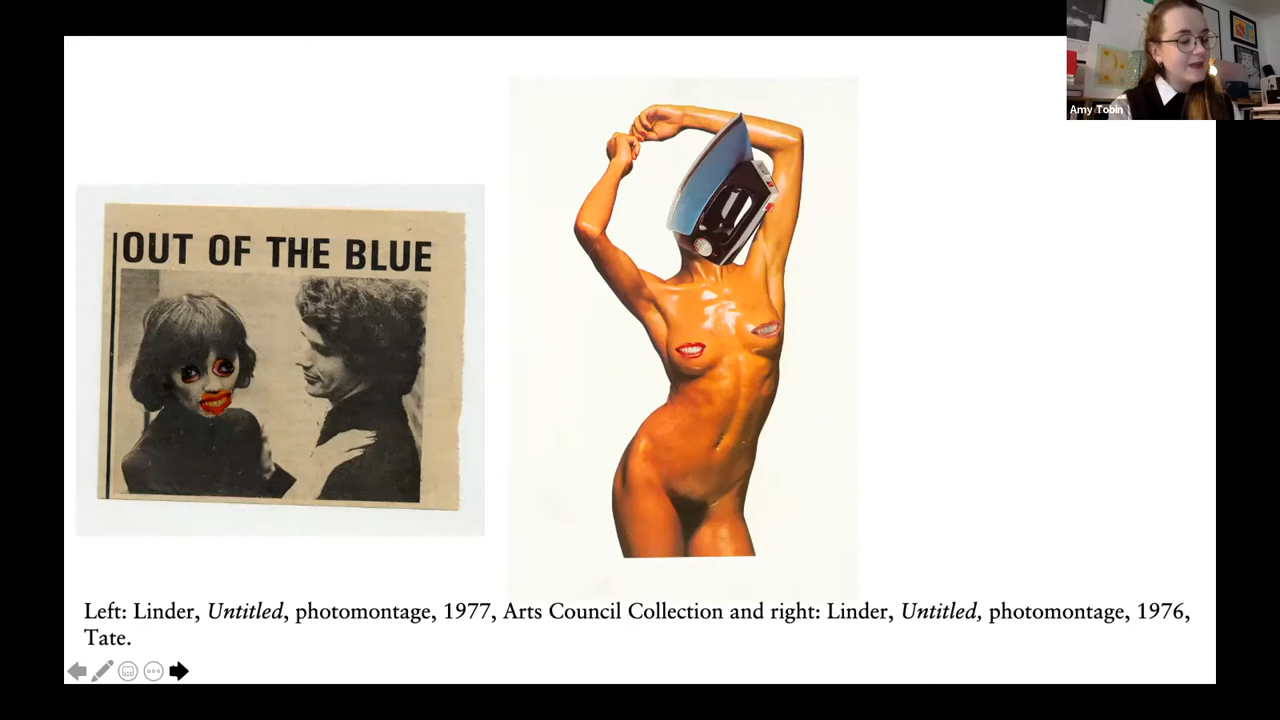 Amy Tobin
OUT OF THE BLUE
Left: Linder, Untitled, photomontage, 1977, Arts Council Collection and right: Linder, Untitled, photomontage, 1976,
Tate.